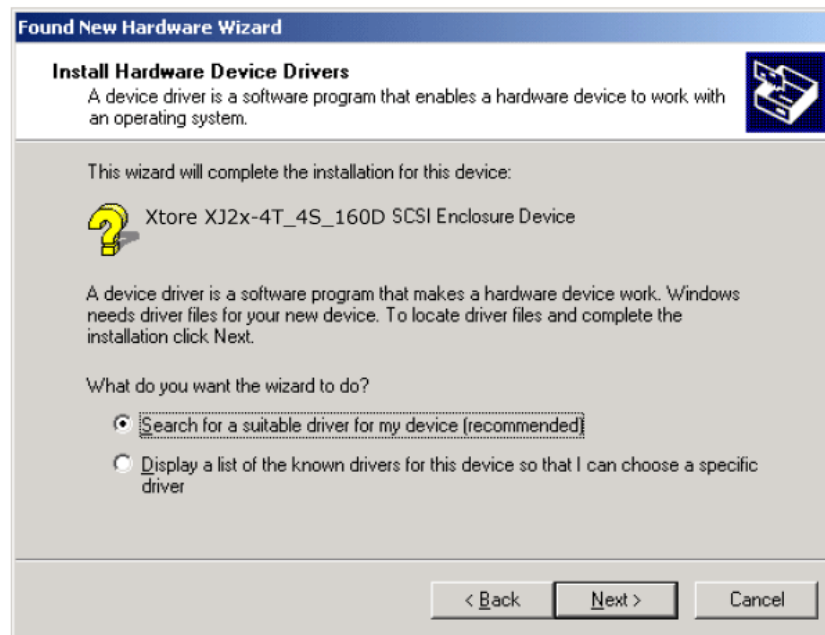 Found New Hardware Wizard
Install Hardware Device Drivers
A device driver is a software program that enables a hardware device to work with
an operating system.
This wizard will complete the installation for this device:
Xtore XJ2x-4T_4S_160D SCSI Enclosure Device
A device driver is a software program that makes a hardware device work. Windows
needs driver files for your new device. To locate driver files and complete the
installation click Next.
What do you want the wizard to do?
Search for a suitable driver for my device (recommended)
Display a list of the known drivers for this device so that I can choose a specific
driver
< Back Next > Cancel